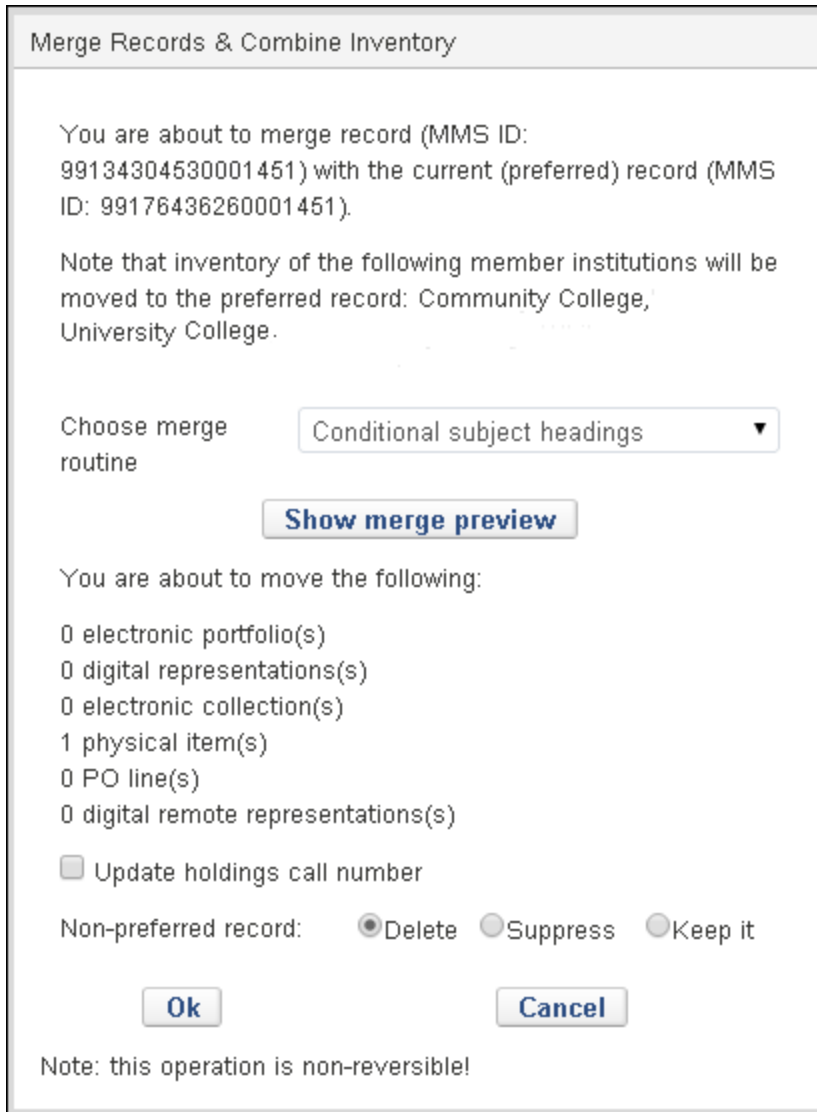 Merge Records & Combine Inventory
You are about to merge record (MMS ID:
99134304530001451) with the current (preferred) record (MMS
ID: 99176436260001451).
Note that inventory of the following member institutions will be
moved to the preferred record: Community College,
University College.
Choose merge
routine
Conditional subject headings
Show merge preview
You are about to move the following:
0 electronic portfolio(s)
0 digital representations(s)
0 electronic collection(s)
1 physical item(s)
0 PO line(s)
0 digital remote representations(s)
Update holdings call number
Non-preferred record: Delete Suppress Keep it
Ok Cancel
Note: this operation is non-reversible!